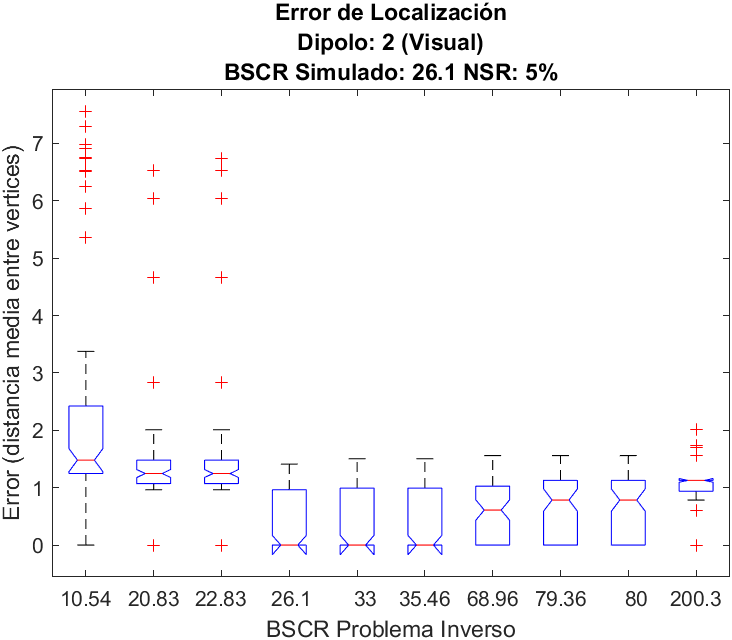 Error de Localización
Dipolo: 2 (Visual)
BSCR Simulado: 26.1 NSR: 5%
Error (distancia media entre vertices)
7
6
5
4
3
2
1
0
10.54 20.83 22.83 26.1 33 35.46 68.96 79.36 80 200.3
BSCR Problema Inverso